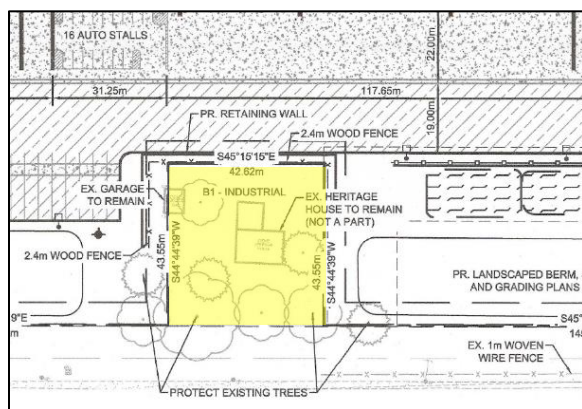 16 AUTO STALLS
22.00m
31.25m
117.65m
19.00m
PR. RETAINING WALL
2.4m WOOD FENCE
S45°15'15"E
42.62m
EX. GARAGE
TO REMAIN
B1-1 INDUSTRIAL
EX. HERITAGE
HOUSE TO REMAIN
(NOT A PART)
43.55m
S44°44'39"W
43.55m
S44°44'39"W
2.4m WOOD FENCE
PR. LANDSCAPED BERM,
AND GRADING PLANS
9"E
S45°
m
145
EX. 1m WOVEN
WIRE FENCE
PROTECT EXISTING TREES